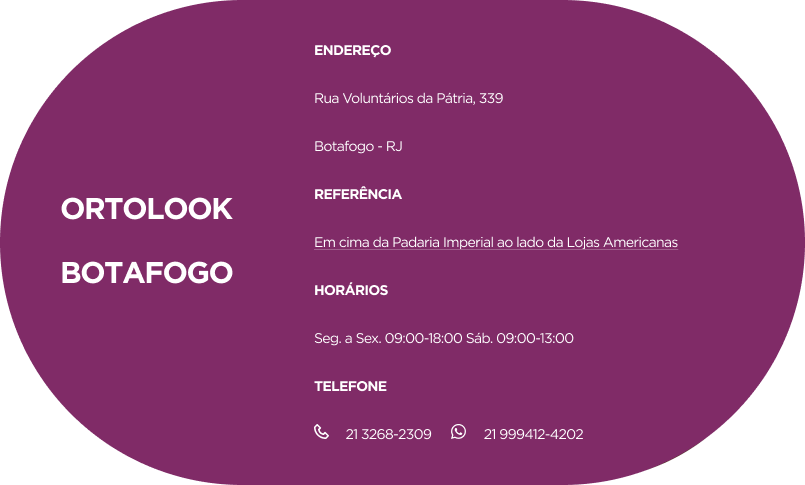 ORTOLOOK
BOTAFOGO
ENDEREÇO
Rua Voluntários da Pátria, 339
Botafogo - RJ
REFERÊNCIA
Em cima da Padaria Imperial ao lado da Lojas Americanas
HORÁRIOS
Seg. a Sex. 09:00-18:00 Sáb. 09:00-13:00
TELEFONE
21 3268-2309 21 999412-4202